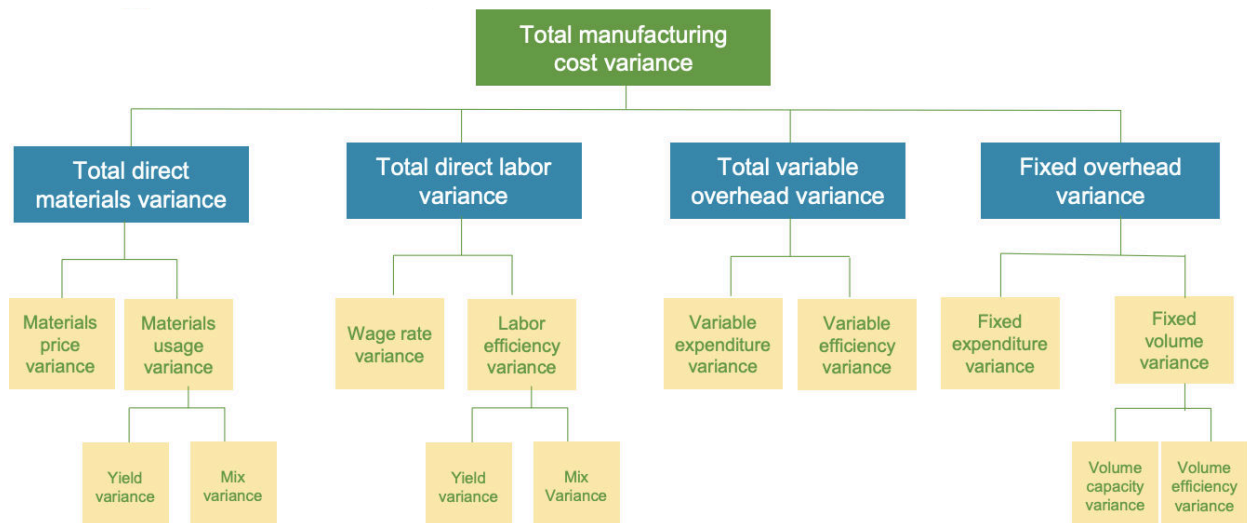 Total manufacturing
cost variance
Total direct
materials variance
Total direct labor
variance
Total variable
overhead variance
Fixed overhead
variance
Materials
price
variance
Materials
usage
variance
Wage rate
variance
Labor
efficiency
variance
Variable
expenditure
variance
Variable
efficiency
variance
Fixed
expenditure
variance
Fixed
volume
variance
Yield
variance
Mix
variance
Yield
variance
Mix
Variance
Volume
capacity
variance
Volume
efficiency
variance